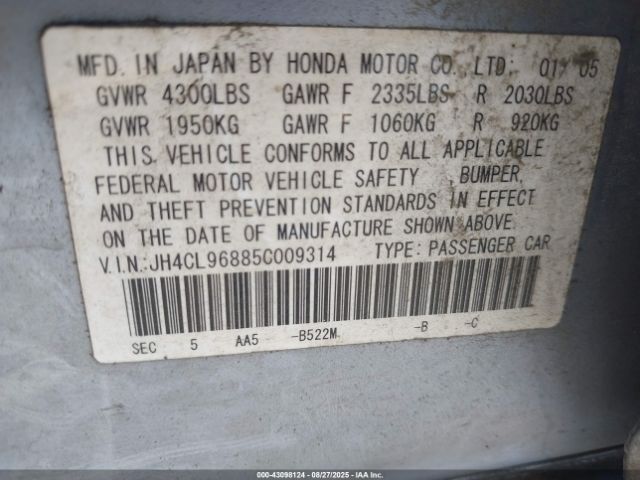 MFD. IN JAPAN BY HONDA MOTOR CO., LTD. 01/05
GVWR 4300LBS GAWR F 2335LBS R 2030LBS
GVWR 1950KG GAWR F 1060KG R 920KG
THIS VEHICLE CONFORMS TO ALL APPLICABLE
FEDERAL MOTOR VEHICLE SAFETY BUMPER,
AND THEFT PREVENTION STANDARDS IN EFFECT
ON THE DATE OF MANUFACTURE SHOWN ABOVE.
V.I.N.:JH4CL96885C009314 TYPE: PASSENGER CAR
SEC 5 AA5 -B522M -B -C
000-43098124 - 08/27/2025 - IAA Inc.